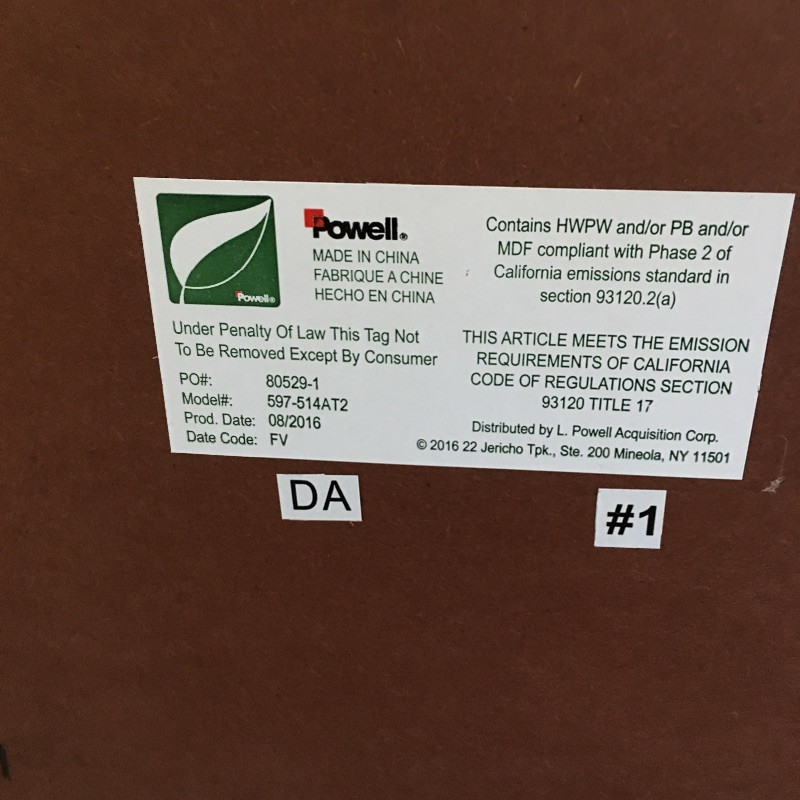 Powell®
Powell®
MADE IN CHINA
FABRIQUE A CHINE
HECHO EN CHINA
Under Penalty Of Law This Tag Not
To Be Removed Except By Consumer
PO#: 80529-1
Model#: 597-514AT2
Prod. Date: 08/2016
Date Code: FV
Contains HWPW and/or PB and/or
MDF compliant with Phase 2 of
California emissions standard in
section 93120.2(a)
THIS ARTICLE MEETS THE EMISSION
REQUIREMENTS OF CALIFORNIA
CODE OF REGULATIONS SECTION
93120 TITLE 17
Distributed by L. Powell Acquisition Corp.
© 2016 22 Jericho Tpk., Ste. 200 Mineola, NY 11501
DA
#1